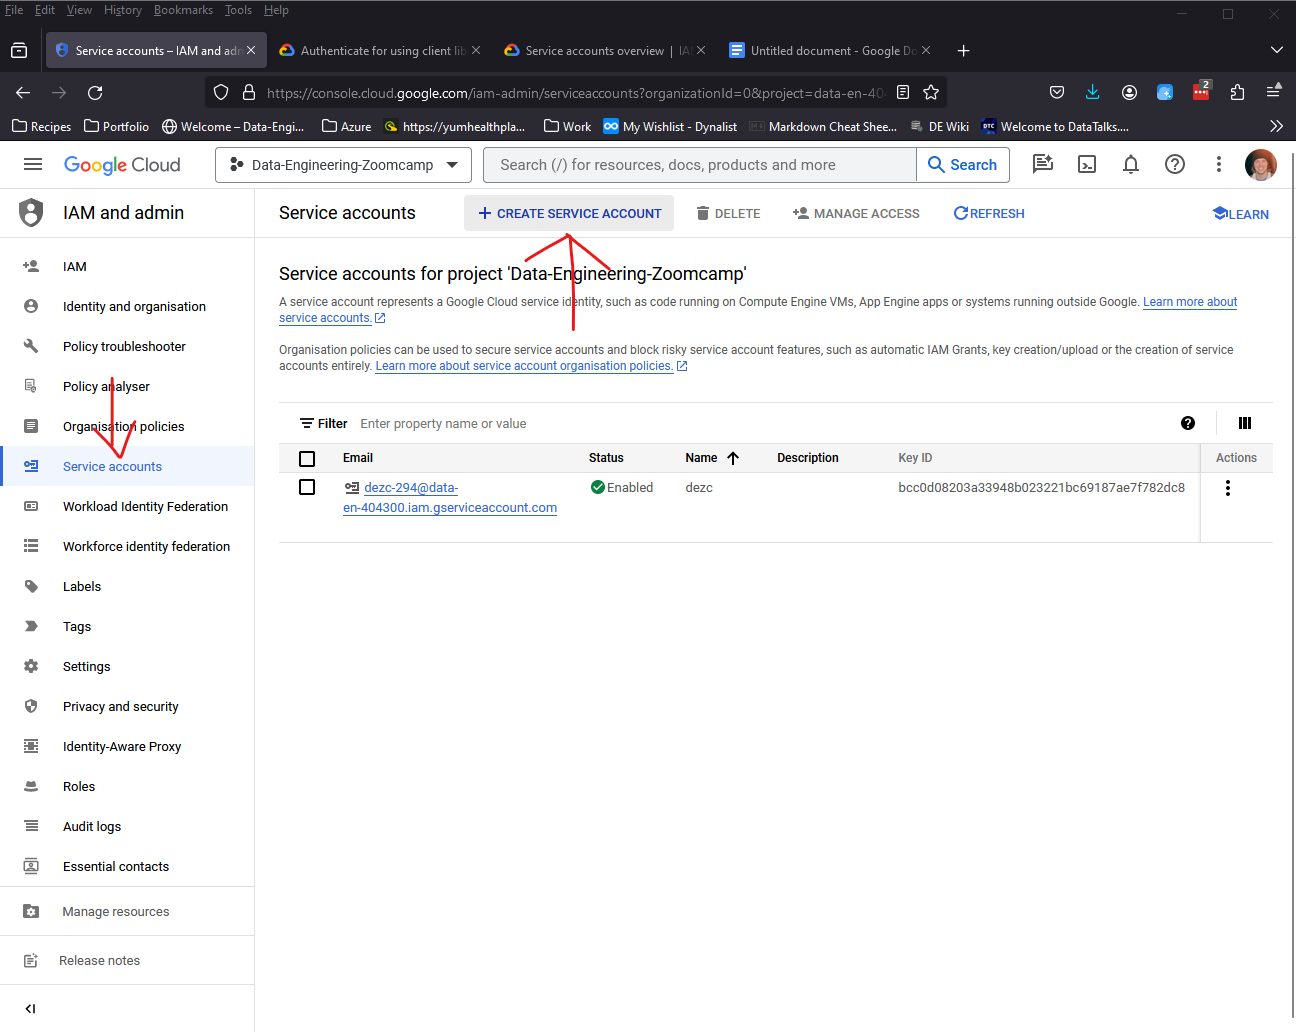 File Edit View History Bookmarks Tools Help
Service accounts – IAM and adm
Authenticate for using client lib
Service accounts overview | IA
Untitled document - Google Do
https://console.cloud.google.com/iam-admin/serviceaccounts?organizationId=0&project=data-en-404
2
Recipes Portfolio Welcome – Data-Engi... Azure https://yumhealthpla... Work My Wishlist - Dynalist Markdown Cheat Shee... DE Wiki DTC Welcome to DataTalks....
Google Cloud
Data-Engineering-Zoomcamp
Search (/) for resources, docs, products and more
Search
IAM and admin
IAM
Identity and organisation
Policy troubleshooter
Policy analyser
Organisation policies
Service accounts
Workload Identity Federation
Workforce identity federation
Labels
Tags
Settings
Privacy and security
Identity-Aware Proxy
Roles
Audit logs
Essential contacts
Manage resources
Release notes
Service accounts
CREATE SERVICE ACCOUNT DELETE MANAGE ACCESS REFRESH LEARN
Service accounts for project 'Data-Engineering-Zoomcamp'
A service account represents a Google Cloud service identity, such as code running on Compute Engine VMs, App Engine apps or systems running outside Google. Learn more about
service accounts.
Organisation policies can be used to secure service accounts and block risky service account features, such as automatic IAM Grants, key creation/upload or the creation of service
accounts entirely. Learn more about service account organisation policies.
Filter Enter property name or value
Email Status Name Description Key ID Actions
dezc-294@data- Enabled dezc bcc0d08203a33948b023221bc69187ae7f782dc8
en-404300.iam.gserviceaccount.com